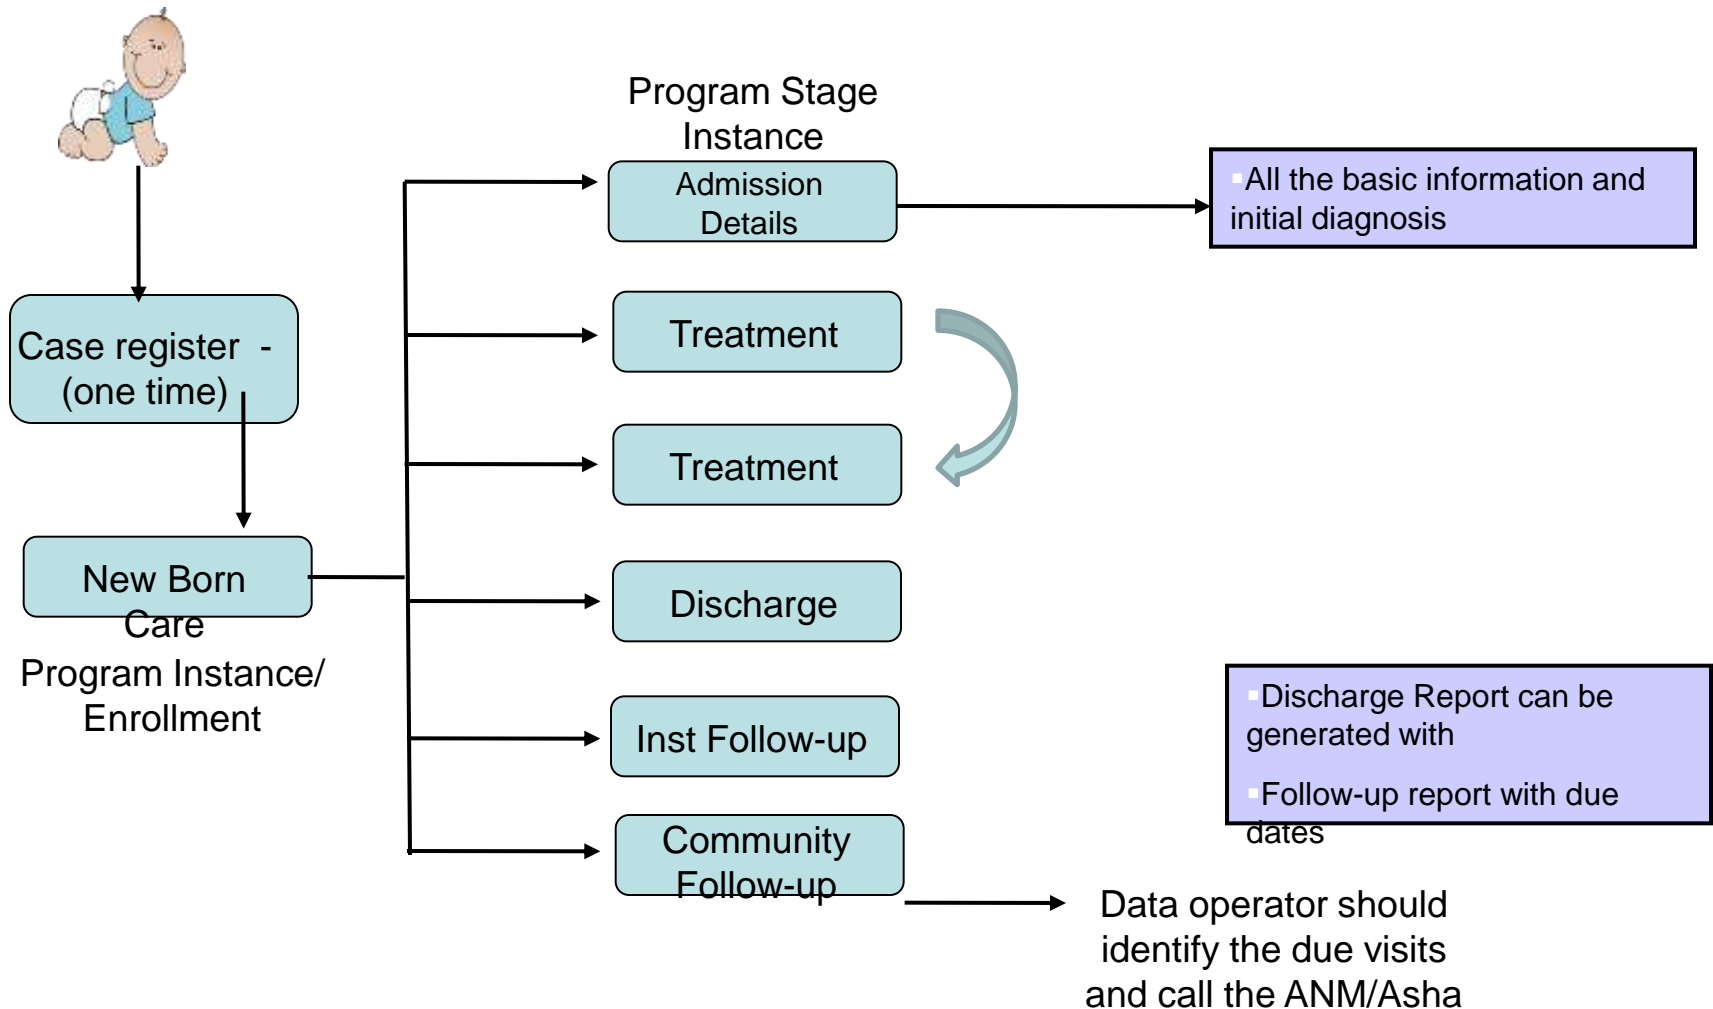 Program Stage
Instance
Admission
Details
▪All the basic information and
initial diagnosis
Case register  -
(one time)
Treatment
Treatment
New Born
Care
Program Instance/
Enrollment
Discharge
Inst Follow-up
▪Discharge Report can be
generated with
▪Follow-up report with due
dates
Community
Follow-up
Data operator should
identify the due visits
and call the ANM/Asha